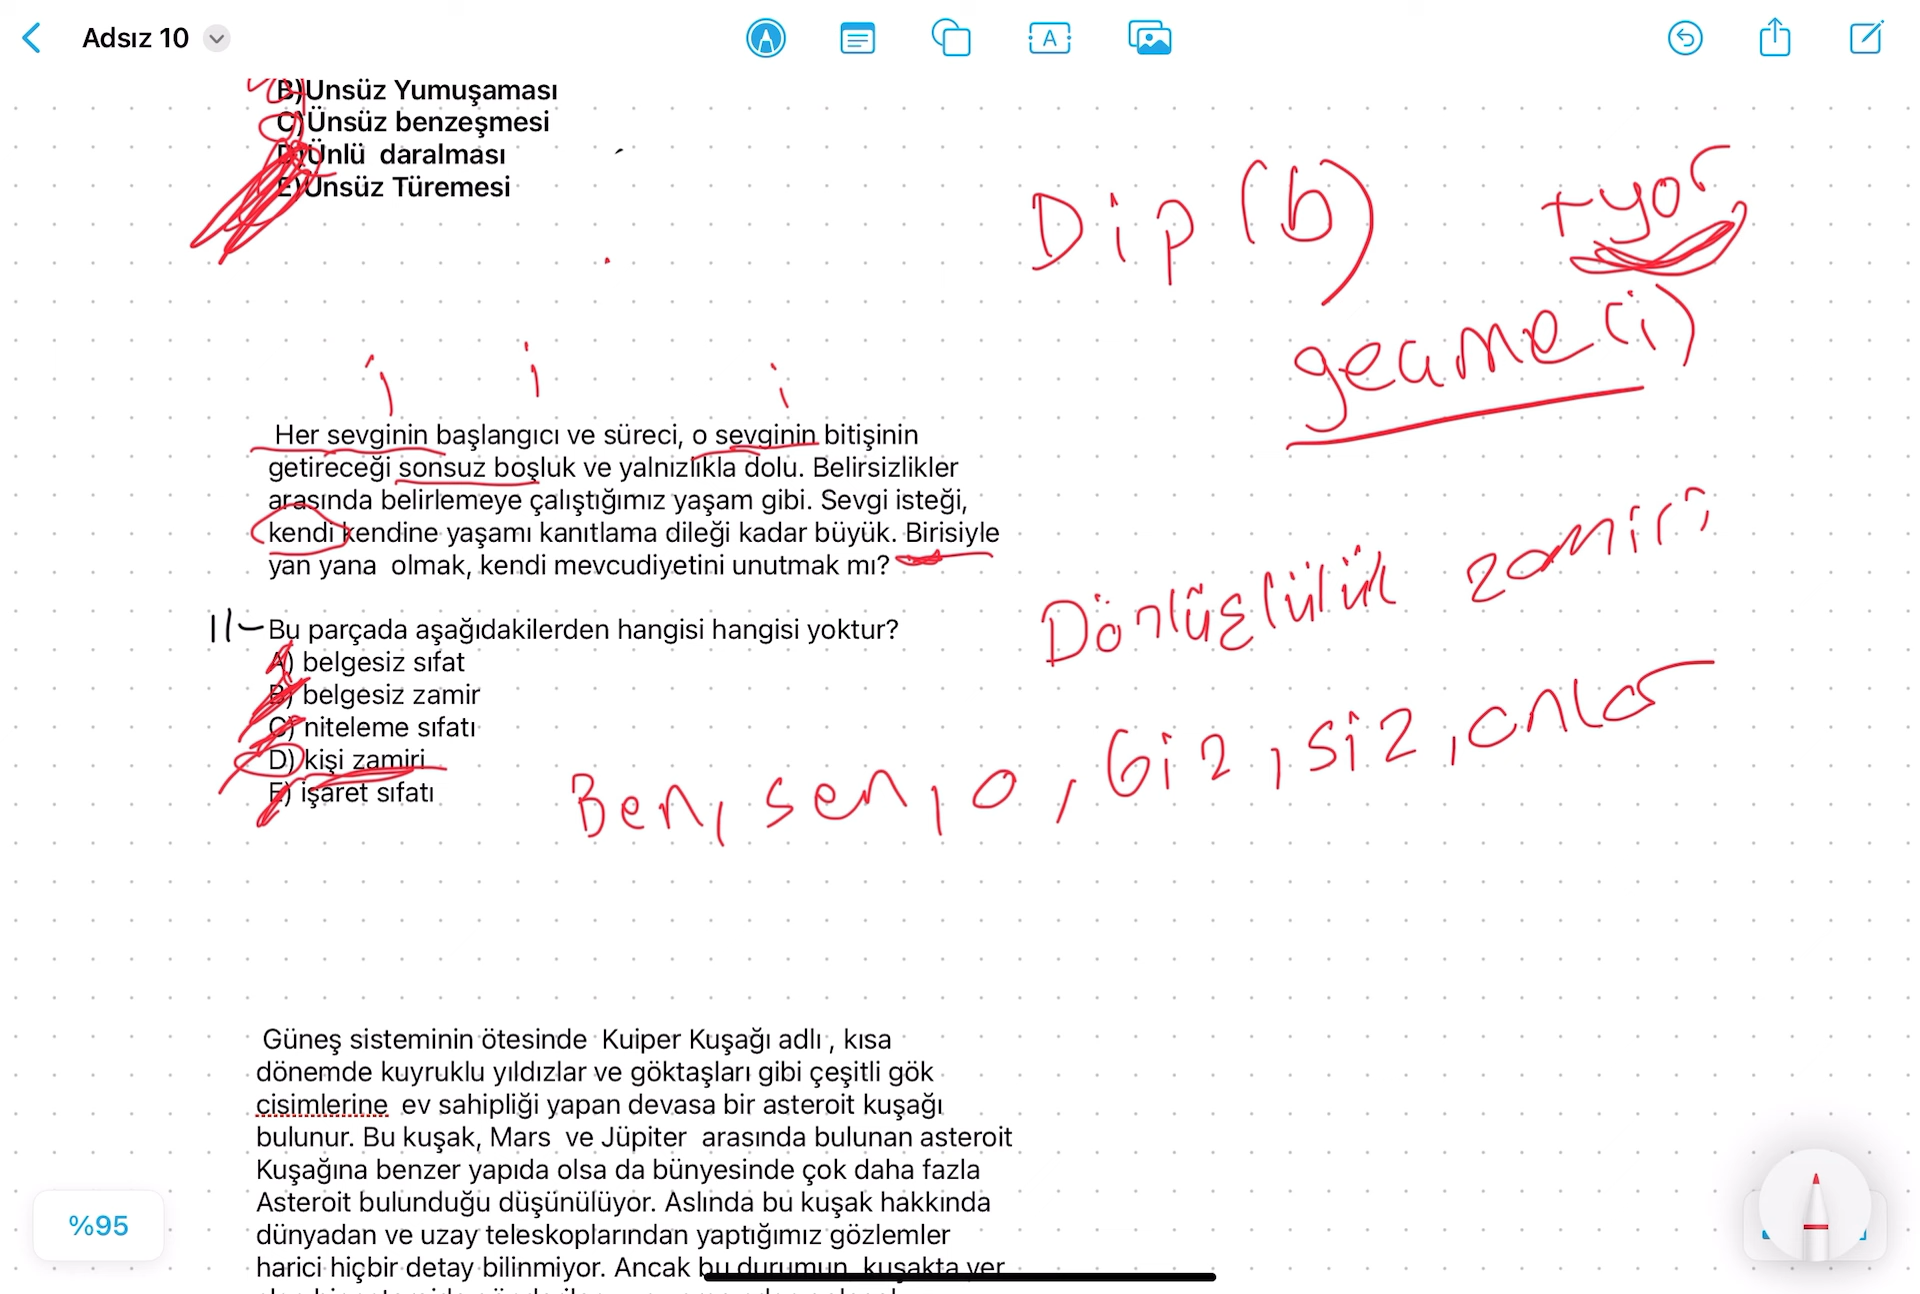 Adsız 10
B)Unsüz Yumuşaması
C)Ünsüz benzeşmesi
D)Ünlü daralması
E)Unsüz Türemesi
Dip (b)
+yor
(i)
Her sevginin başlangıcı ve süreci, o sevginin bitişinin
getireceği sonsuz boşluk ve yalnızlıkla dolu. Belirsizlikler
arasında belirlemeye çalıştığımız yaşam gibi. Sevgi isteği,
kendi kendine yaşamı kanıtlama dileği kadar büyük. Birisiyle
yan yana olmak, kendi mevcudiyetini unutmak mı?
zamiri
11- Bu parçada aşağıdakilerden hangisi hangisi yoktur?
A) belgesiz sıfat
B) belgesiz zamir
C) niteleme sıfatı
D) kişi zamiri
E) işaret sıfatı
Ben, sen, o, Biz, siz, onlar
Güneş sisteminin ötesinde Kuiper Kuşağı adlı , kısa
dönemde kuyruklu yıldızlar ve göktaşları gibi çeşitli gök
cisimlerine ev sahipliği yapan devasa bir asteroit kuşağı
bulunur. Bu kuşak, Mars ve Jüpiter arasında bulunan asteroit
Kuşağına benzer yapıda olsa da bünyesinde çok daha fazla
Asteroit bulunduğu düşünülüyor. Aslında bu kuşak hakkında
dünyadan ve uzay teleskoplarından yaptığımız gözlemler
harici hiçbir detay bilinmiyor. Ancak bu durumun, kuşakta yer
%95